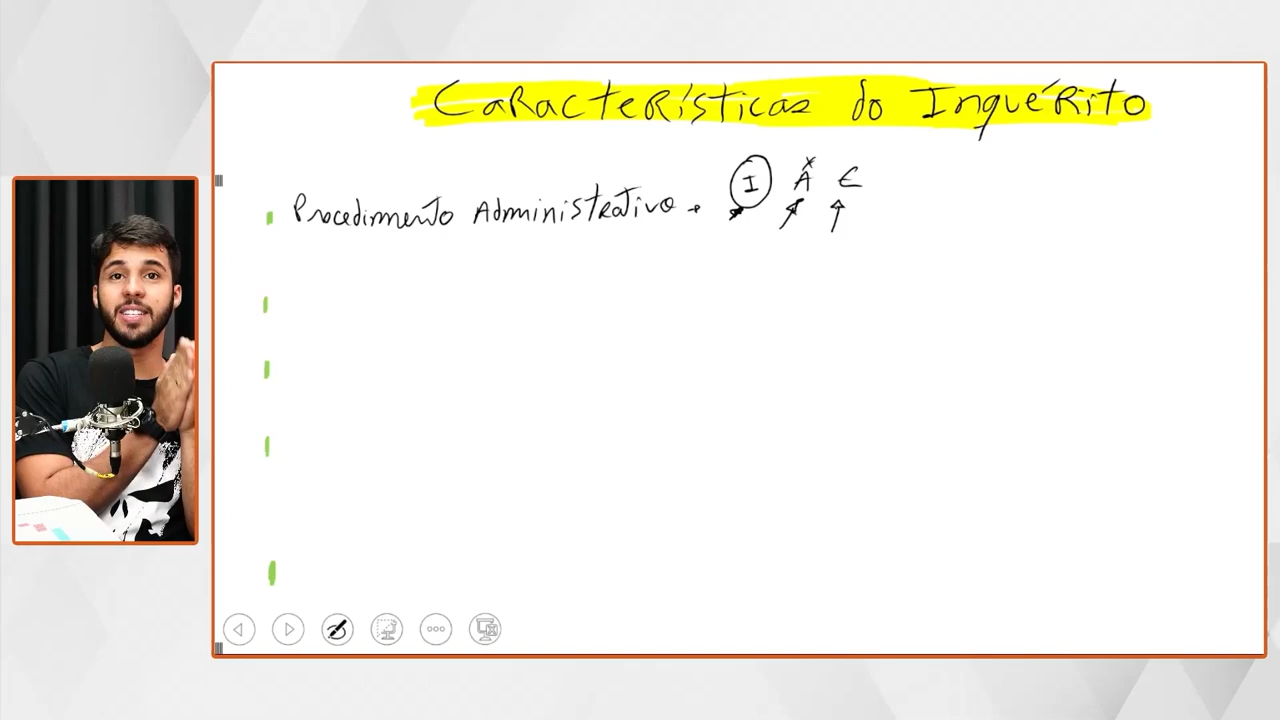 Características do Inquérito
Procedimento Administrativo → I A E
x